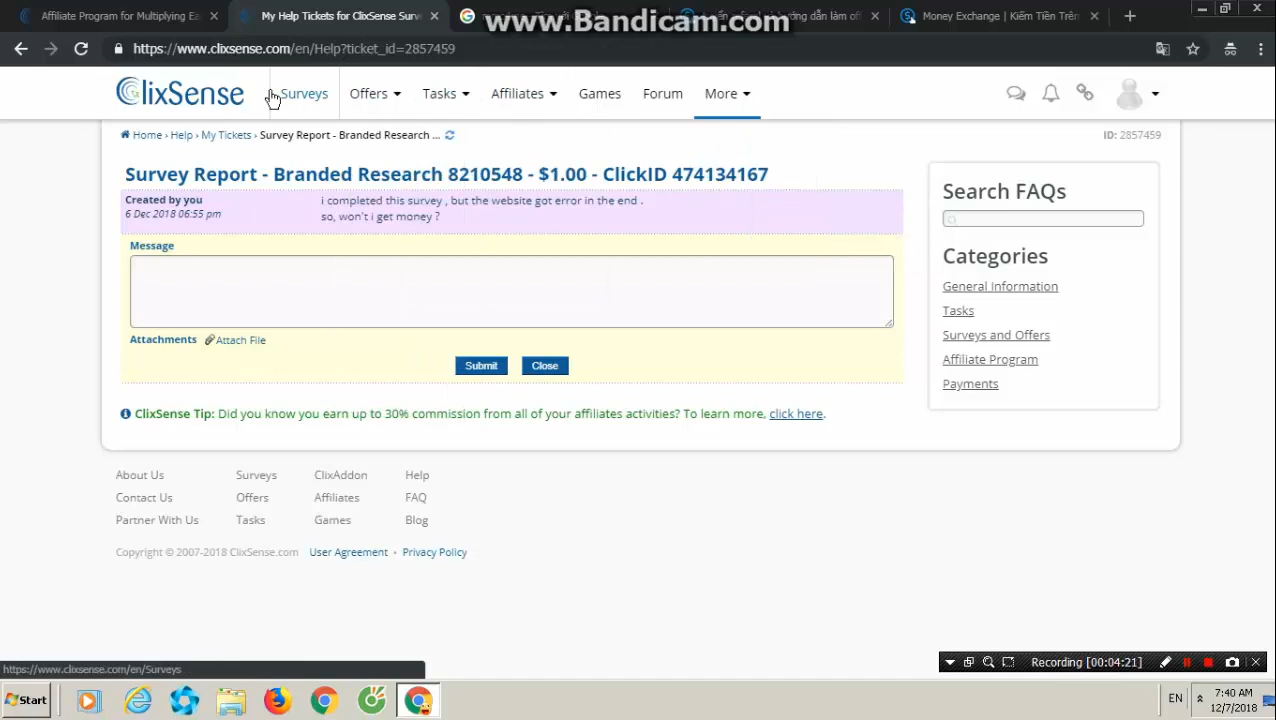 Affiliate Program for Multiplying Ea
My Help Tickets for ClixSense Surv
Money Exchange | Kiếm Tiền Trên
www.Bandicam.com
https://www.clixsense.com/en/Help?ticket_id=2857459
ClixSense
Surveys
Offers
Tasks
Affiliates
Games
Forum
More
Home › Help › My Tickets › Survey Report - Branded Research ...
ID: 2857459
Survey Report - Branded Research 8210548 - $1.00 - ClickID 474134167
Created by you
6 Dec 2018 06:55 pm
i completed this survey , but the website got error in the end .
so, won't i get money ?
Message
Attachments Attach File
Submit
Close
ClixSense Tip: Did you know you earn up to 30% commission from all of your affiliates activities? To learn more, click here.
Search FAQs
Categories
General Information
Tasks
Surveys and Offers
Affiliate Program
Payments
About Us
Contact Us
Partner With Us
Surveys
Offers
Tasks
ClixAddon
Affiliates
Games
Help
FAQ
Blog
Copyright © 2007-2018 ClixSense.com User Agreement • Privacy Policy
https://www.clixsense.com/en/Surveys
Recording [00:04:21]
Start
EN
7:40 AM
12/7/2018